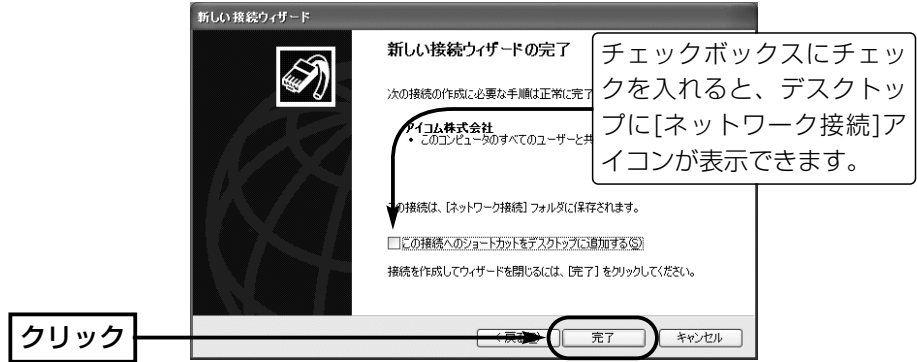 新しい接続ウィザード
新しい接続ウィザードの完了
次の接続の作成に必要な手順は正常に完了
アイコム株式会社
• このコンピュータのすべてのユーザーと共
この接続は、[ネットワーク接続] フォルダに保存されます。
この接続へのショートカットをデスクトップに追加する(S)
接続を作成してウィザードを閉じるには、[完了] をクリックしてください。
チェックボックスにチェッ
クを入れると、デスクトッ
プに[ネットワーク接続]ア
イコンが表示できます。
クリック
< 戻る
完了
キャンセル